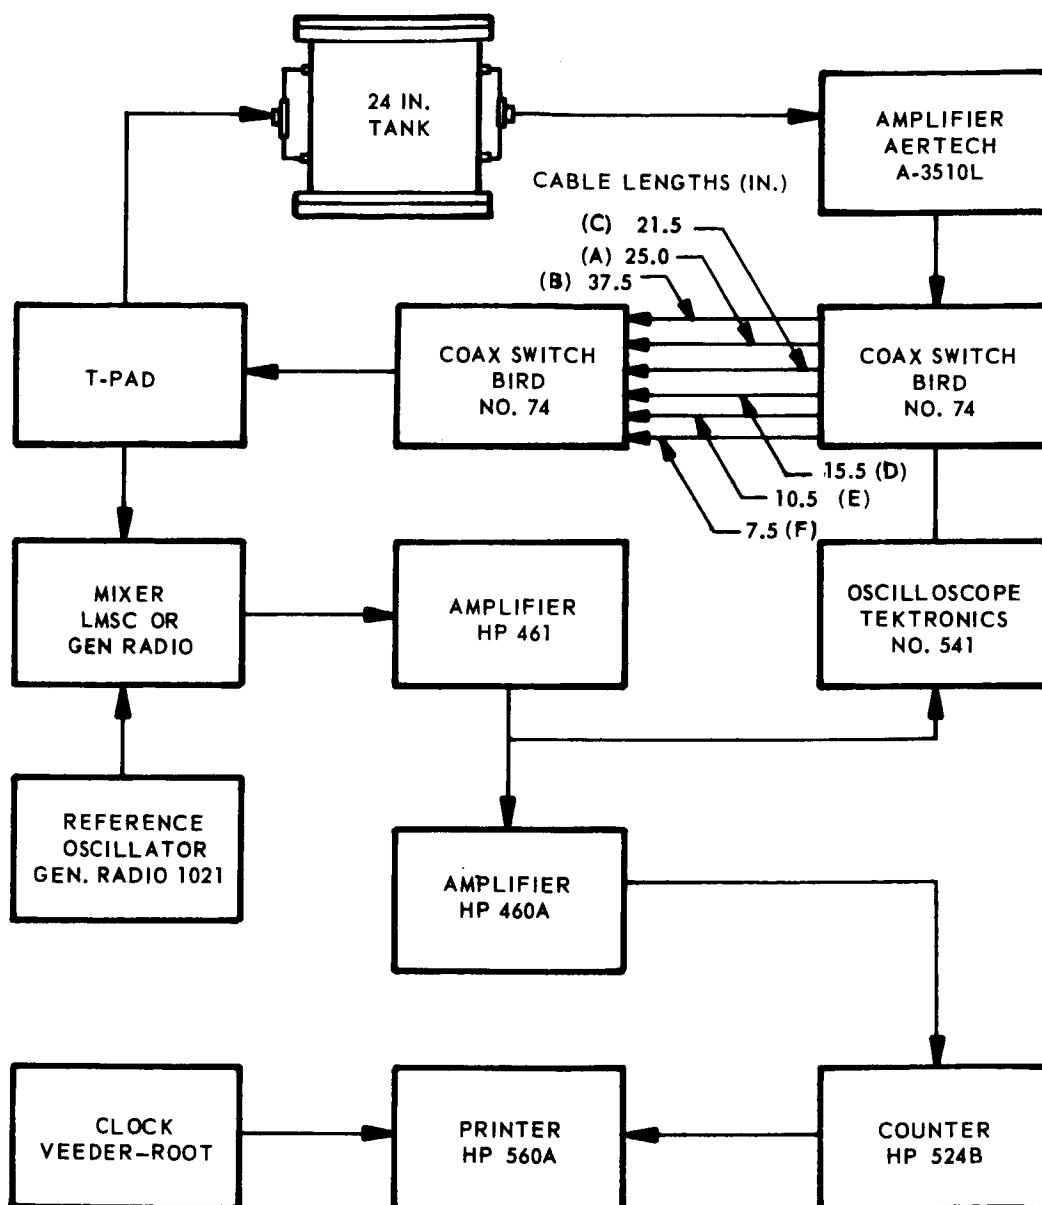 24 IN.
TANK
AMPLIFIER
AERTECH
A-3510L
CABLE LENGTHS (IN.)
(C) 21.5
(A) 25.0
(B) 37.5
T-PAD
COAX SWITCH
BIRD
NO. 74
COAX SWITCH
BIRD
NO. 74
15.5 (D)
10.5 (E)
7.5 (F)
MIXER
LMSC OR
GEN RADIO
AMPLIFIER
HP 461
OSCILLOSCOPE
TEKTRONICS
NO. 541
REFERENCE
OSCILLATOR
GEN. RADIO 1021
AMPLIFIER
HP 460A
CLOCK
VEEDER-ROOT
PRINTER
HP 560A
COUNTER
HP 524B